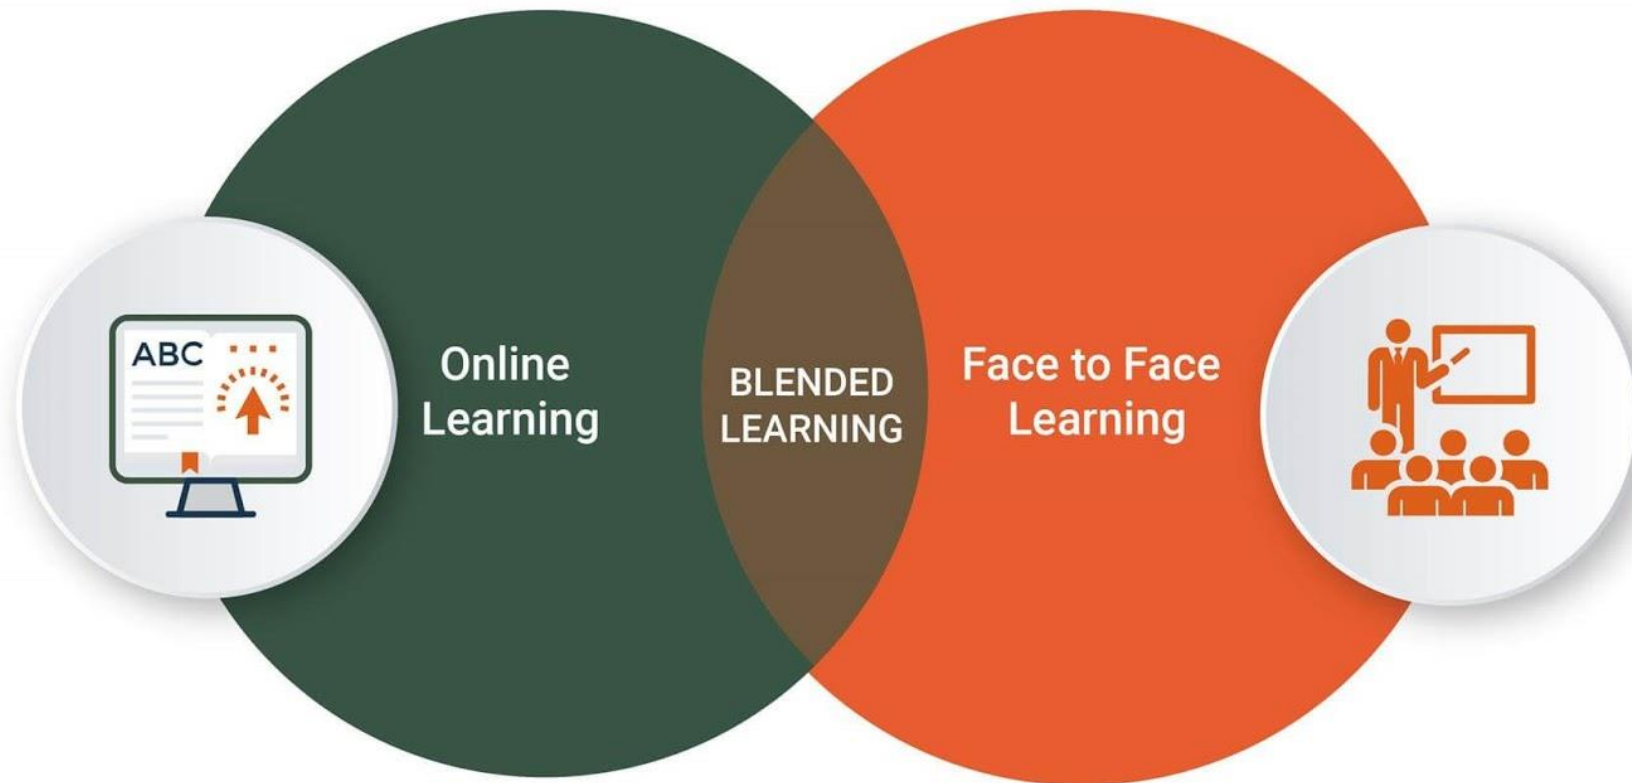 ABC
Online
Learning
BLENDED
LEARNING
Face to Face
Learning